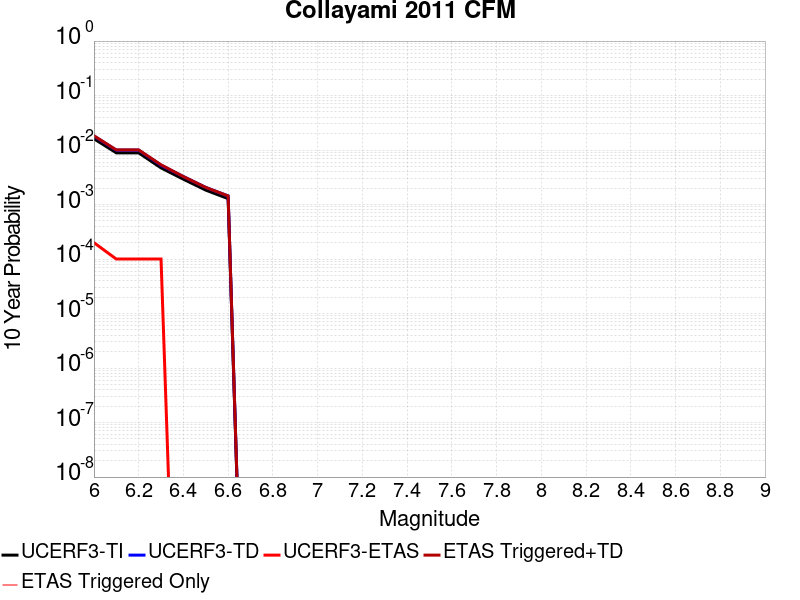 Collayami 2011 CFM
10 0
10 -1
10 -2
10 -3
10 -4
10 -5
10 -6
10 -7
10 -8
10 Year Probability
6 6.2 6.4 6.6 6.8 7 7.2 7.4 7.6 7.8 8 8.2 8.4 8.6 8.8 9
Magnitude
UCERF3-TI UCERF3-TD UCERF3-ETAS ETAS Triggered+TD
ETAS Triggered Only